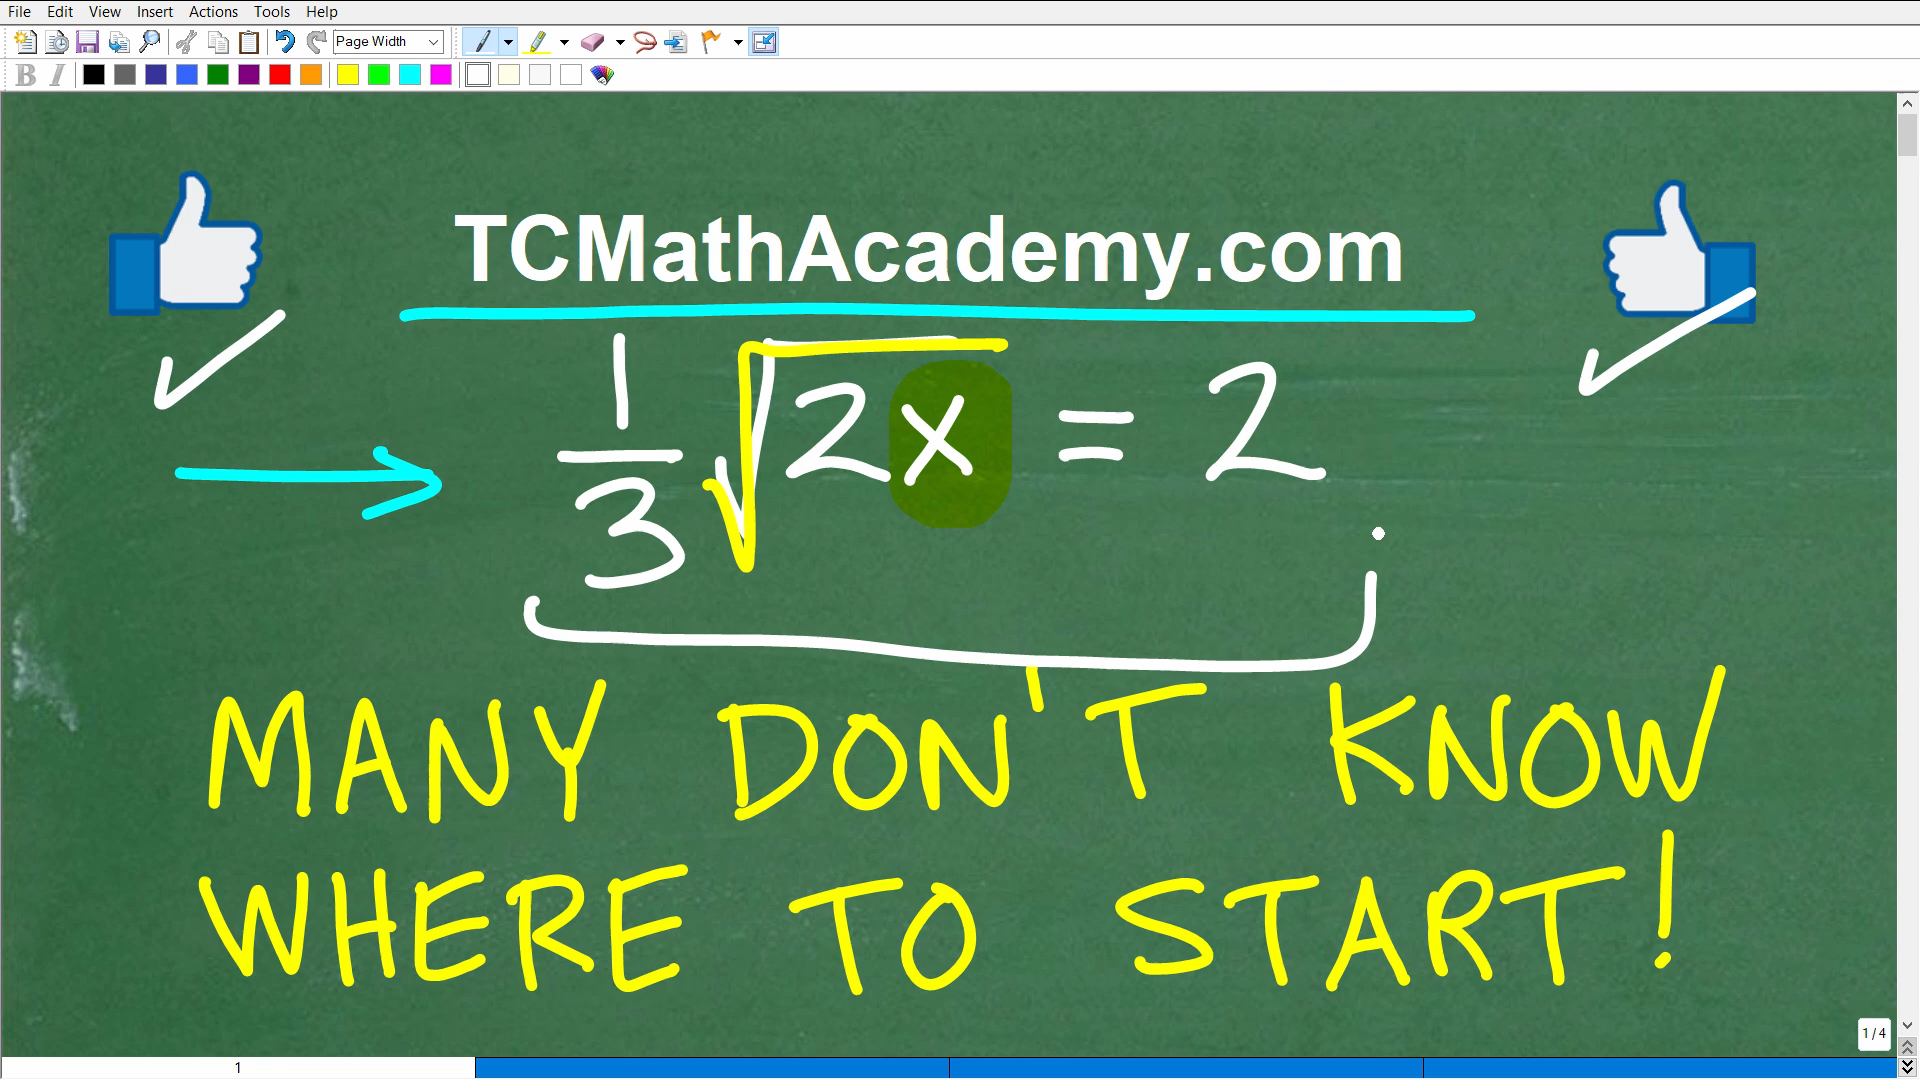 File Edit View Insert Actions Tools Help
Page Width
B I
TCMathAcademy.com
1/3 √2x = 2
MANY DON'T KNOW
WHERE TO START!
1 / 4
1